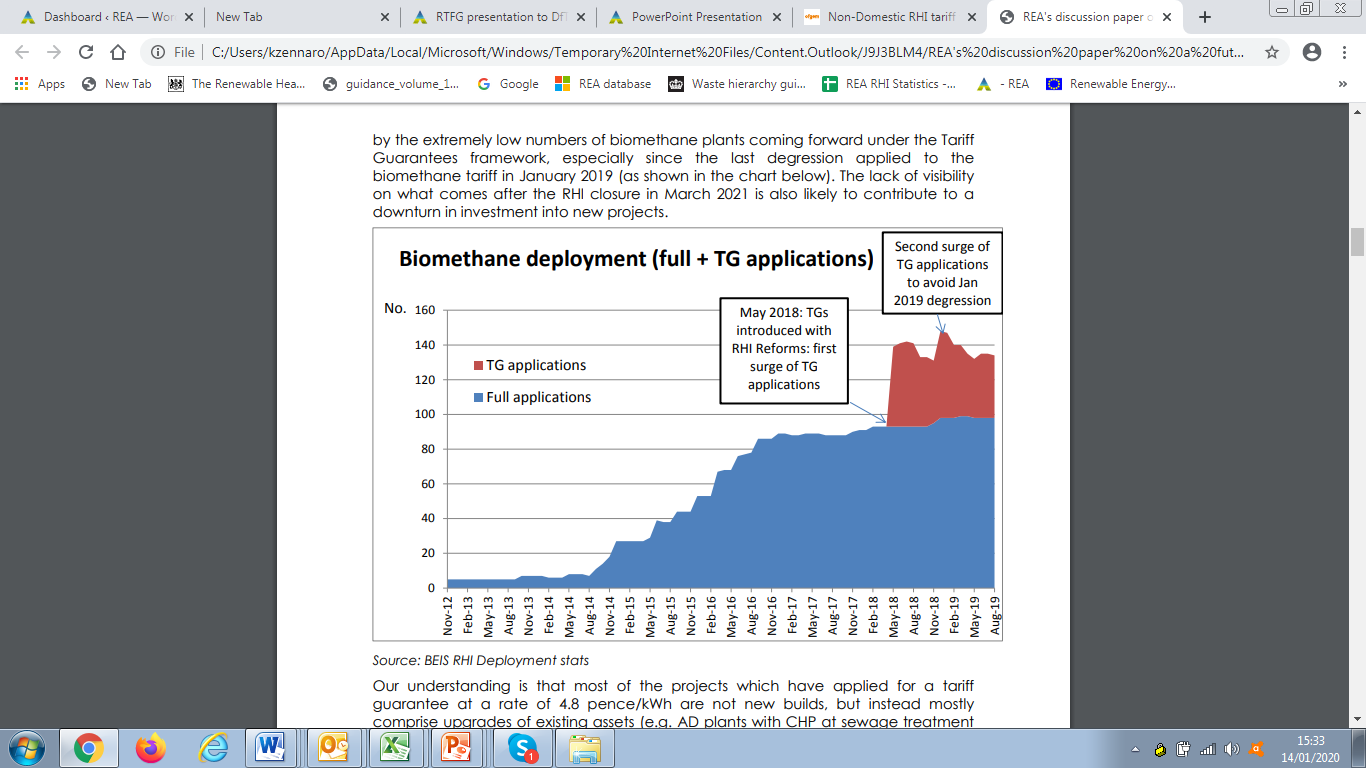 Dashboard ‹ REA — Wor
New Tab
RTFG presentation to DfT
PowerPoint Presentation
ofgem
Non-Domestic RHI tariff
REA's discussion paper o
File
C:/Users/kzennaro/AppData/Local/Microsoft/Windows/Temporary%20Internet%20Files/Content.Outlook/J9J3BLM4/REA's%20discussion%20paper%20on%20a%20fut...
Apps
New Tab
The Renewable Hea...
guidance_volume_1...
Google
REA database
Waste hierarchy gui...
REA RHI Statistics -...
- REA
Renewable Energy...
»
by the extremely low numbers of biomethane plants coming forward under the Tariff
Guarantees framework, especially since the last degression applied to the
biomethane tariff in January 2019 (as shown in the chart below). The lack of visibility
on what comes after the RHI closure in March 2021 is also likely to contribute to a
downturn in investment into new projects.
Biomethane deployment (full + TG applications)
Second surge of
TG applications
to avoid Jan
2019 degression
May 2018: TGs
introduced with
RHI Reforms: first
surge of TG
applications
No.
160
140
120
100
80
60
40
20
0
TG applications
Full applications
Nov-12
Feb-13
May-13
Aug-13
Nov-13
Feb-14
May-14
Aug-14
Nov-14
Feb-15
May-15
Aug-15
Nov-15
Feb-16
May-16
Aug-16
Nov-16
Feb-17
May-17
Aug-17
Nov-17
Feb-18
May-18
Aug-18
Nov-18
Feb-19
May-19
Aug-19
Source: BEIS RHI Deployment stats
Our understanding is that most of the projects which have applied for a tariff
guarantee at a rate of 4.8 pence/kWh are not new builds, but instead mostly
comprise upgrades of existing assets (e.g. AD plants with CHP at sewage treatment
1
15:33
14/01/2020